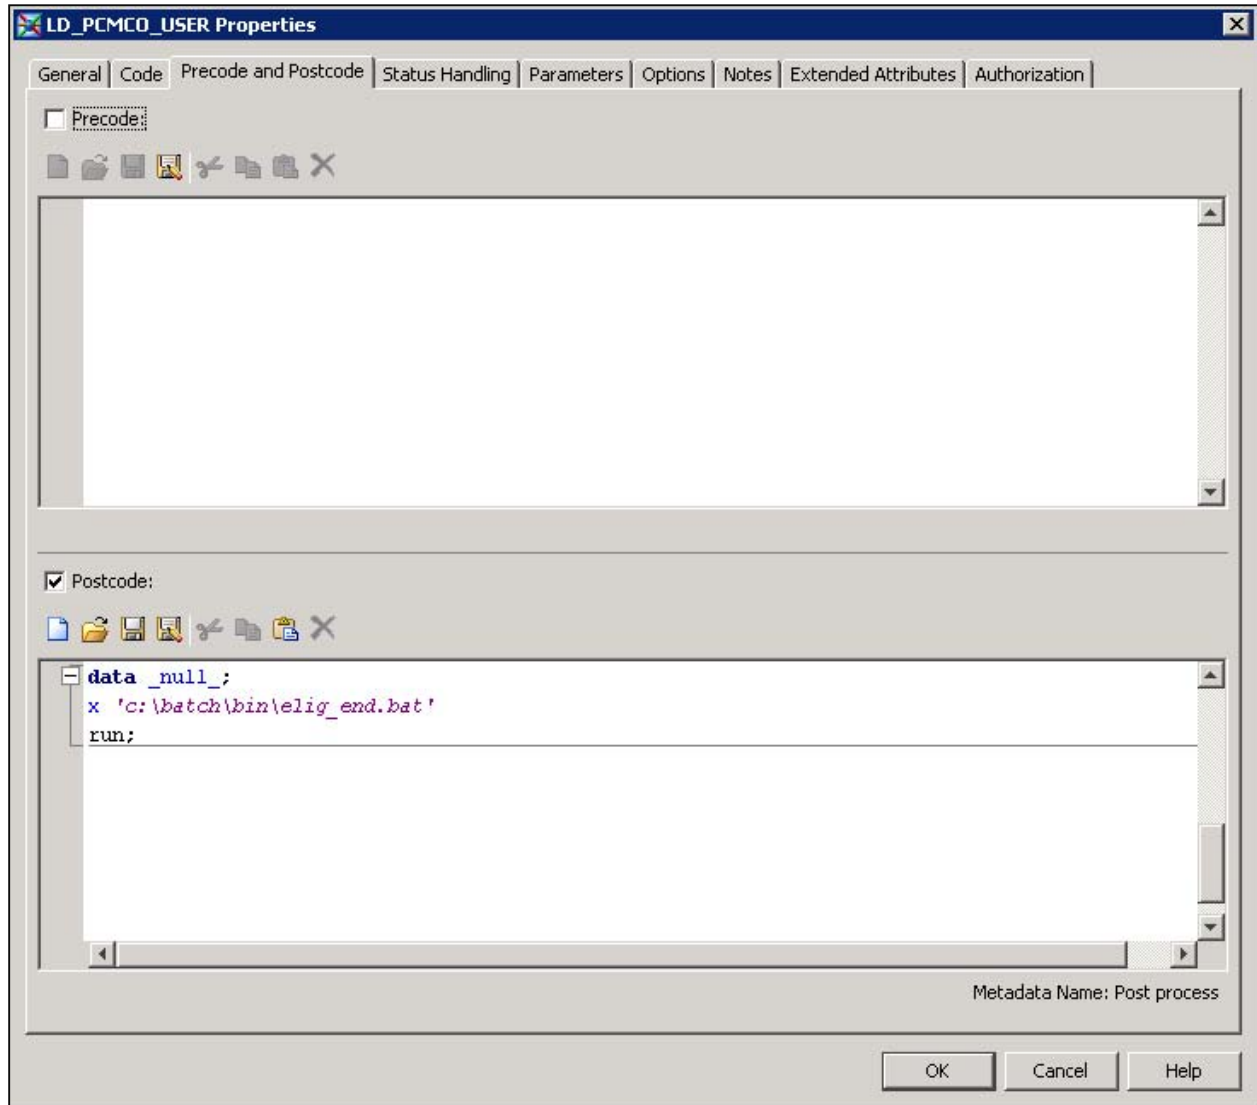 LD_PCMCO_USER Properties
General Code Precode and Postcode Status Handling Parameters Options Notes Extended Attributes Authorization
Precode:
Postcode:
data _null_;
x 'c:\batch\bin\elig_end.bat'
run;
Metadata Name: Post process
OK Cancel Help